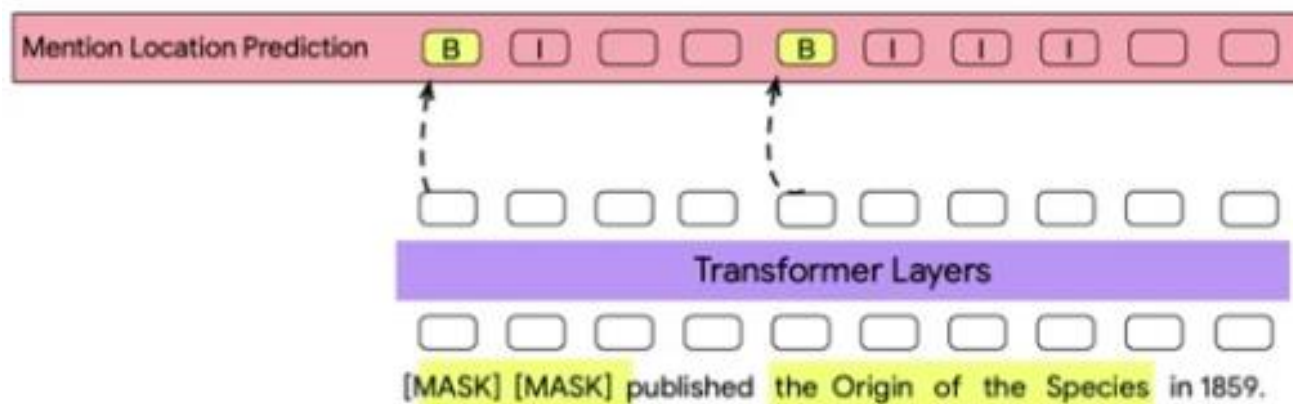 Mention Location Prediction B I B I I I
Transformer Layers
[MASK] [MASK] published the Origin of the Species in 1859.